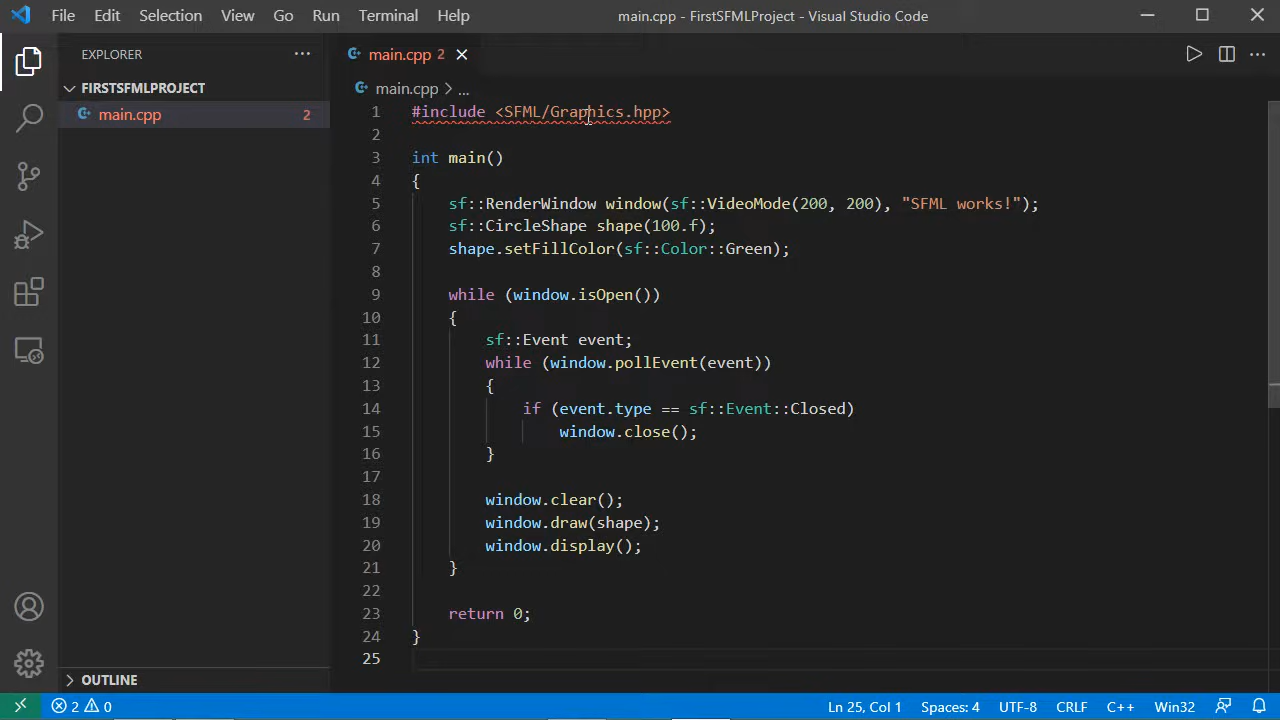 File Edit Selection View Go Run Terminal Help main.cpp - FirstSFMLProject - Visual Studio Code
EXPLORER
main.cpp 2
FIRSTSFMLPROJECT
main.cpp > ...
main.cpp 2
1 #include <SFML/Graphics.hpp>
2
3 int main()
4 {
5 sf::RenderWindow window(sf::VideoMode(200, 200), "SFML works!");
6 sf::CircleShape shape(100.f);
7 shape.setFillColor(sf::Color::Green);
8
9 while (window.isOpen())
10 {
11 sf::Event event;
12 while (window.pollEvent(event))
13 {
14 if (event.type == sf::Event::Closed)
15 window.close();
16 }
17
18 window.clear();
19 window.draw(shape);
20 window.display();
21 }
22
23 return 0;
24 }
25
OUTLINE
2 0 Ln 25, Col 1 Spaces: 4 UTF-8 CRLF C++ Win32